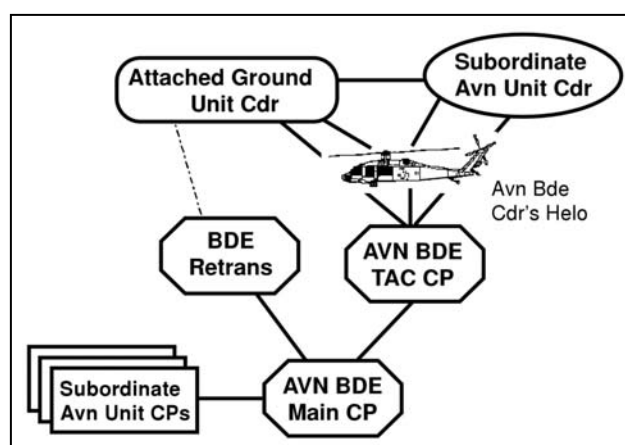 Attached Ground
Unit Cdr
Subordinate
Avn Unit Cdr
Avn Bde
Cdr's Helo
BDE
Retrans
AVN BDE
TAC CP
Subordinate
Avn Unit CPs
AVN BDE
Main CP